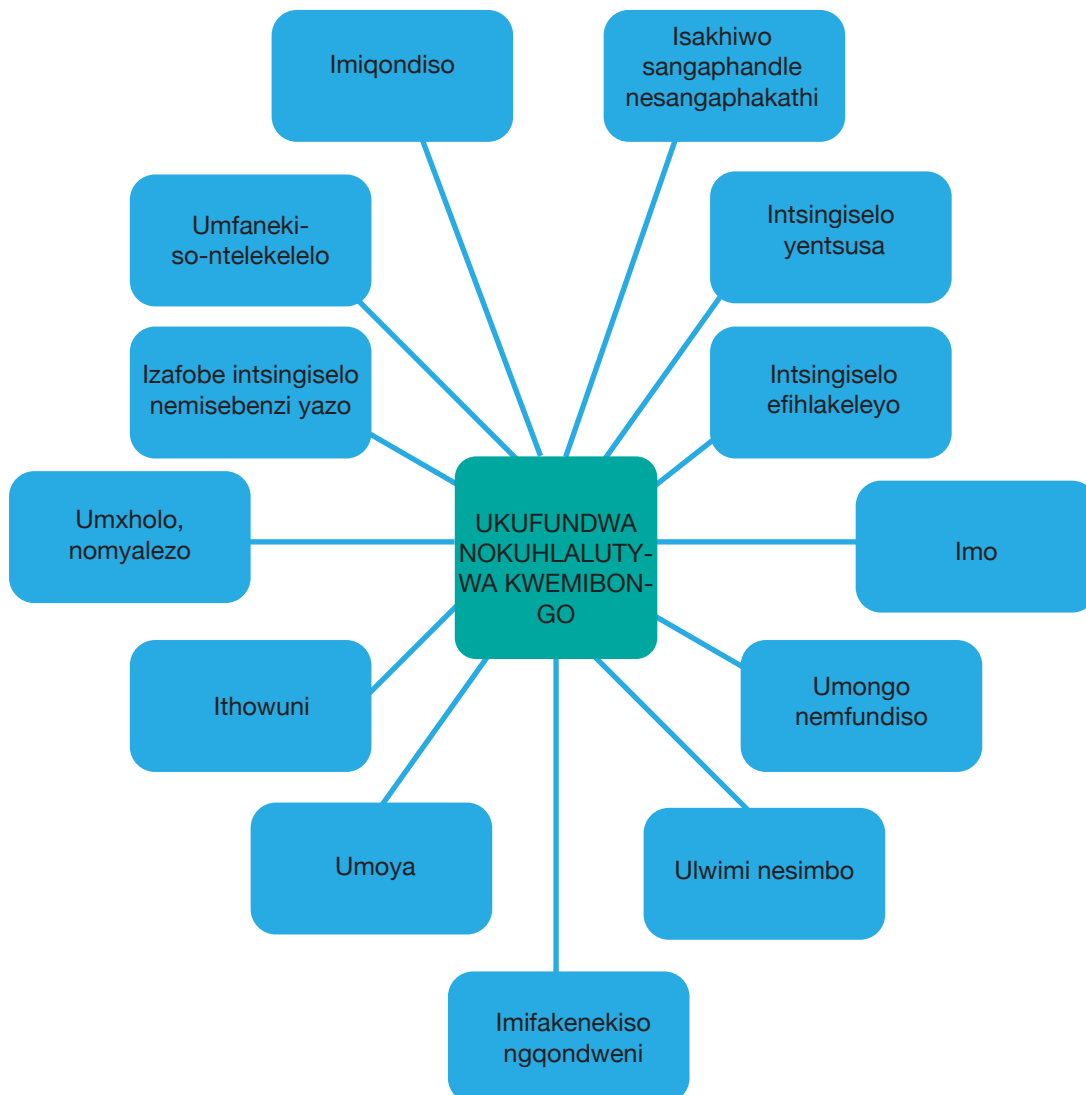 Imiqondiso
Isakhiwo
sangaphandle
nesangaphakathi
Umfaneki-
so-ntelekelelo
Intsingiselo
yentsusa
Izafobe intsingiselo
nemisebenzi yazo
Intsingiselo
efihlakeleyo
Umxholo,
nomyalezo
UKUFUNDWA
NOKUHLALUTY-
WA KWEMIBON-
GO
Imo
Ithowuni
Umongo
nemfundiso
Umoya
Ulwimi nesimbo
Imifakenekiso
ngqondweni